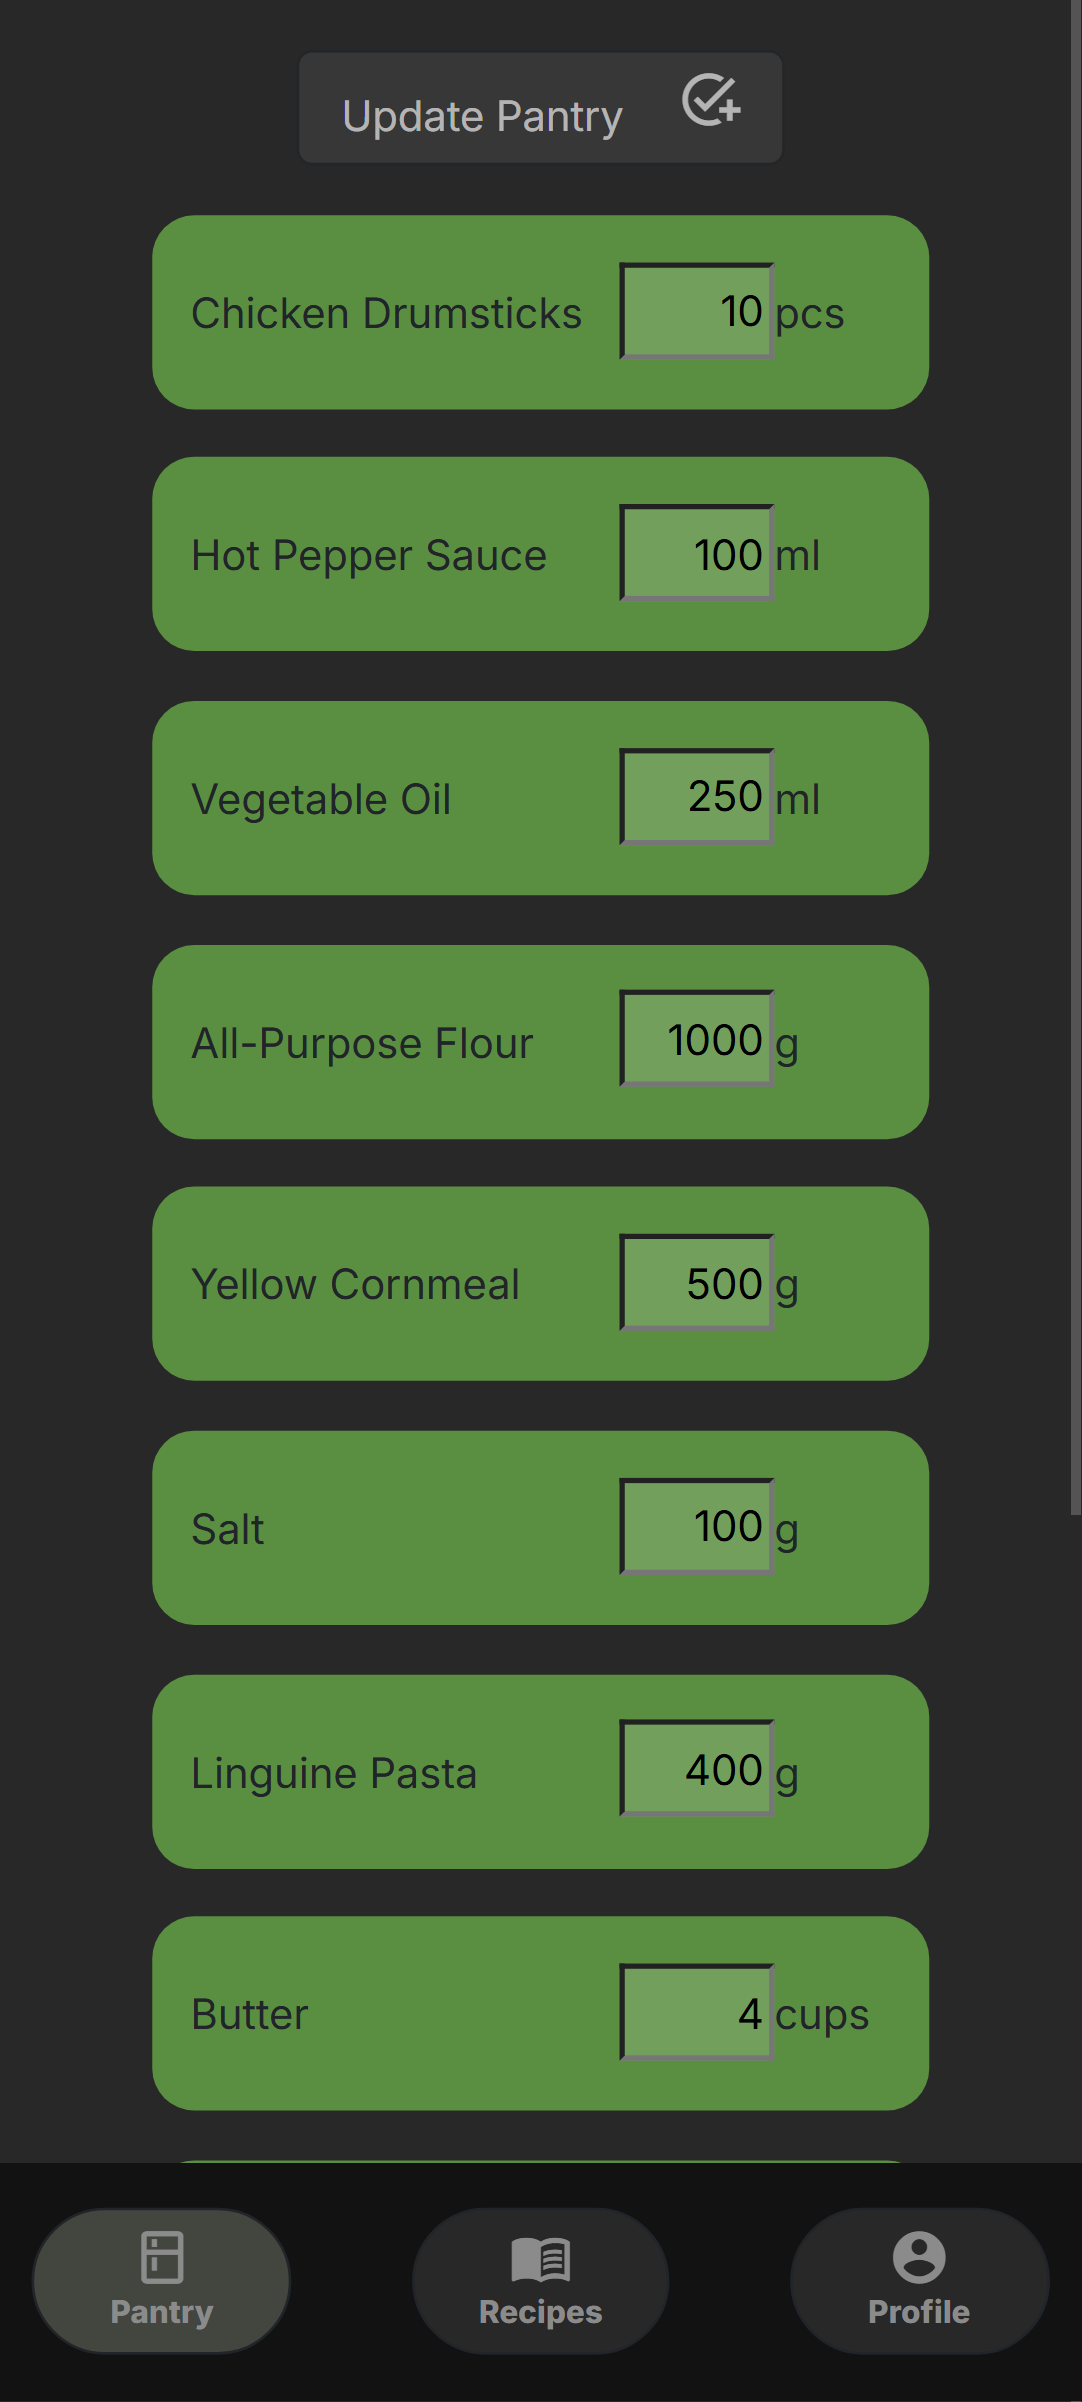 Update Pantry
Chicken Drumsticks 10 pcs
Hot Pepper Sauce 100 ml
Vegetable Oil 250 ml
All-Purpose Flour 1000 g
Yellow Cornmeal 500 g
Salt 100 g
Linguine Pasta 400 g
Butter 4 cups
Pantry Recipes Profile